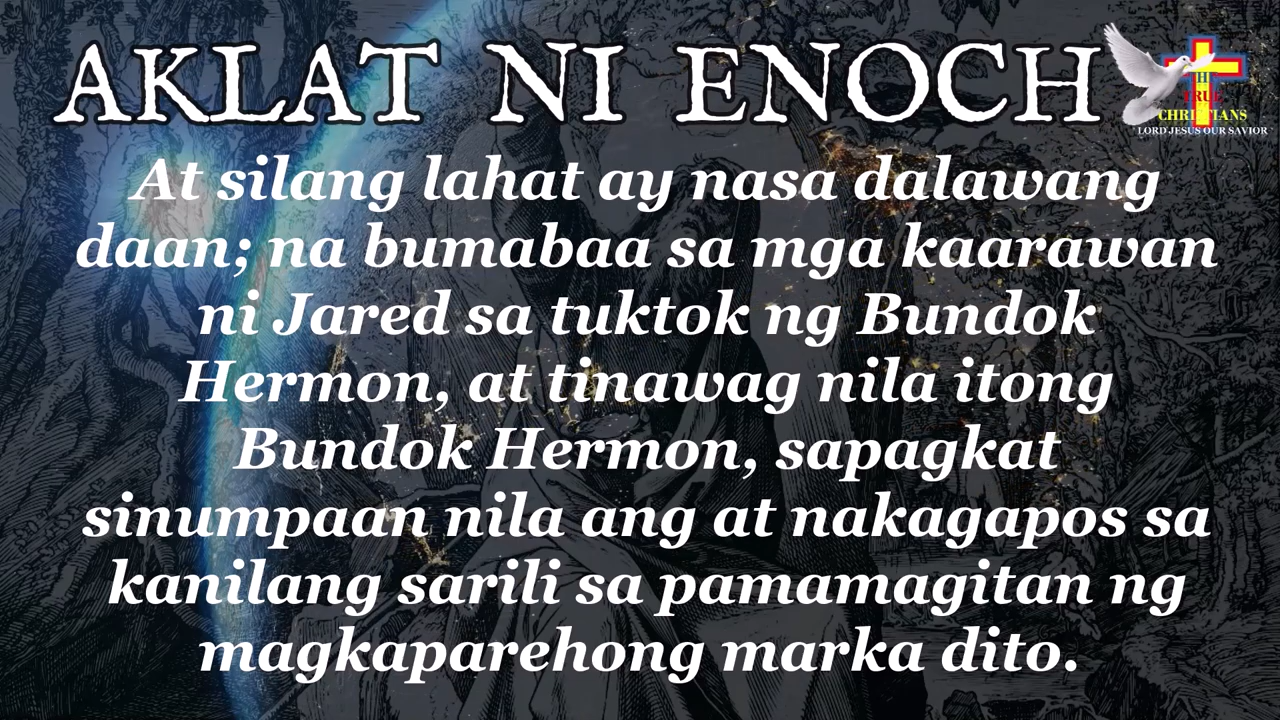 AKLAT NI ENOCH
TRUE
CHRISTIANS
LORD JESUS OUR SAVIOR
At silang lahat ay nasa dalawang
daan; na bumabaa sa mga kaarawan
ni Jared sa tuktok ng Bundok
Hermon, at tinawag nila itong
Bundok Hermon, sapagkat
sinumpaan nila ang at nakagapos sa
kanilang sarili sa pamamagitan ng
magkaparehong marka dito.